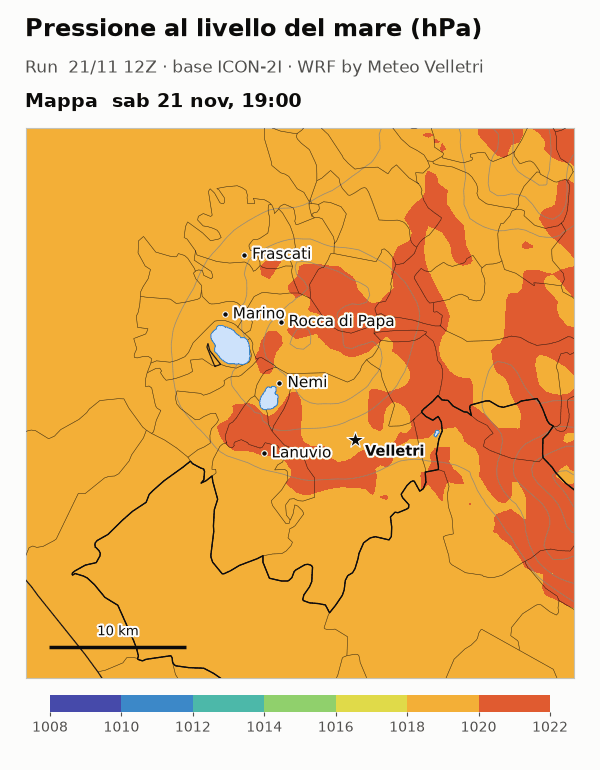 Pressione al livello del mare (hPa)
Run  21/11 12Z · base ICON-2I · WRF by Meteo Velletri
Mappa  sab 21 nov, 19:00
Frascati
Marino
Rocca di Papa
Nemi
Velletri
Lanuvio
10 km
1008 1010 1012 1014 1016 1018 1020 1022